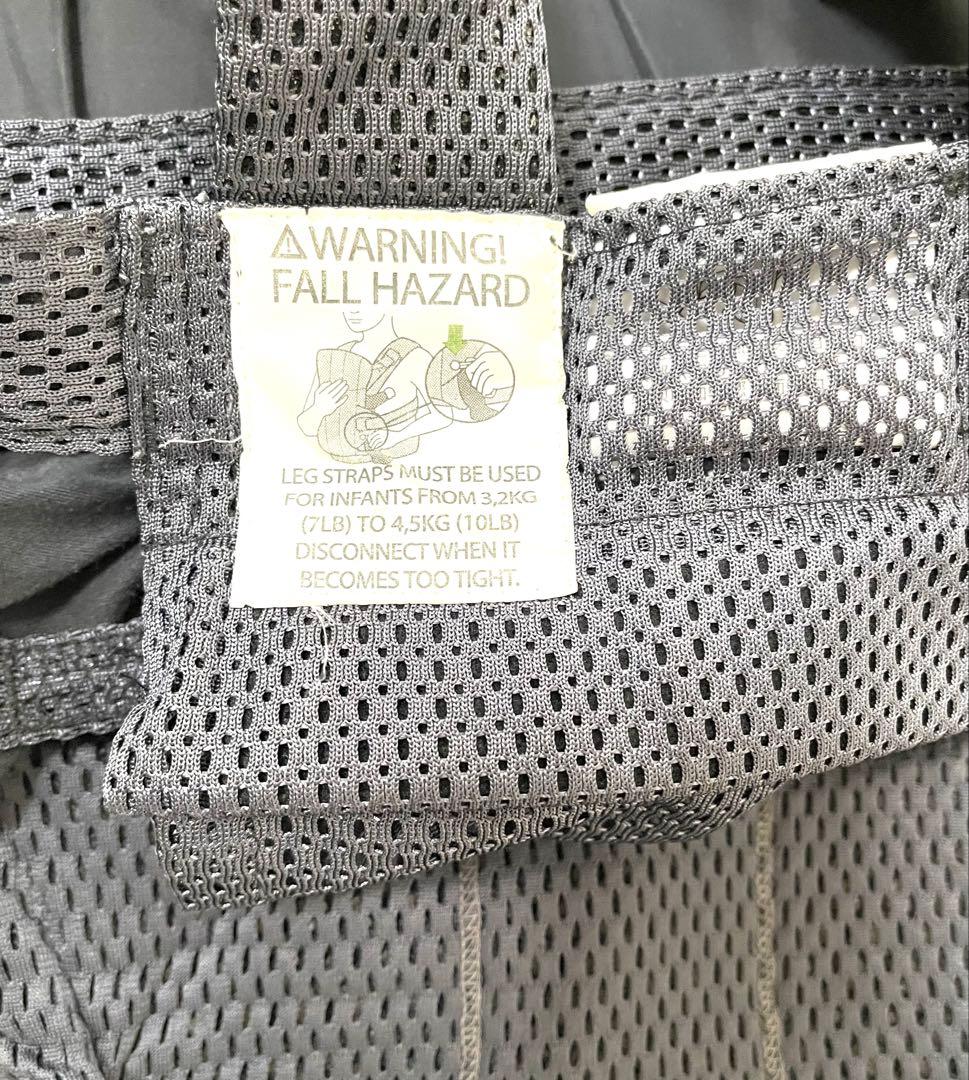 ⚠WARNING!
FALL HAZARD
LEG STRAPS MUST BE USED
FOR INFANTS FROM 3,2KG
(7LB) TO 4,5KG (10LB)
DISCONNECT WHEN IT
BECOMES TOO TIGHT.